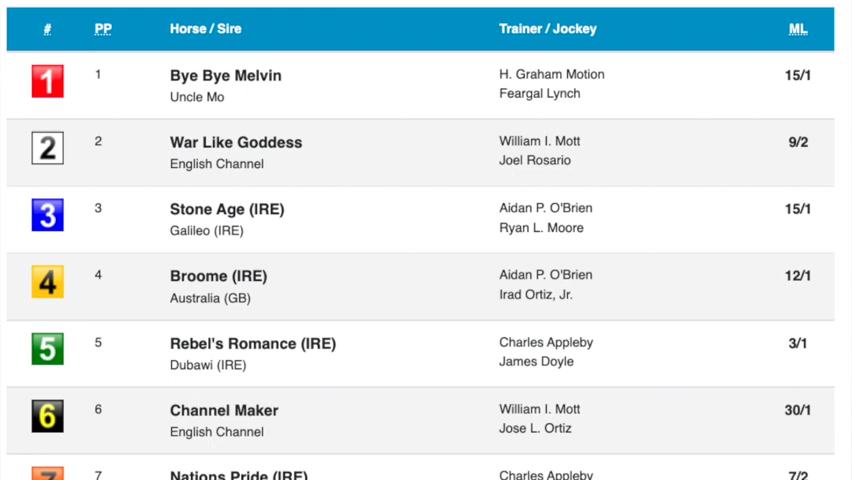 # PP Horse / Sire Trainer / Jockey ML
1 1 Bye Bye Melvin H. Graham Motion 15/1
Uncle Mo Feargal Lynch
2 2 War Like Goddess William I. Mott 9/2
English Channel Joel Rosario
3 3 Stone Age (IRE) Aidan P. O'Brien 15/1
Galileo (IRE) Ryan L. Moore
4 4 Broome (IRE) Aidan P. O'Brien 12/1
Australia (GB) Irad Ortiz, Jr.
5 5 Rebel's Romance (IRE) Charles Appleby 3/1
Dubawi (IRE) James Doyle
6 6 Channel Maker William I. Mott 30/1
English Channel Jose L. Ortiz
7 7 Nations Pride (IRE) Charles Appleby 7/2